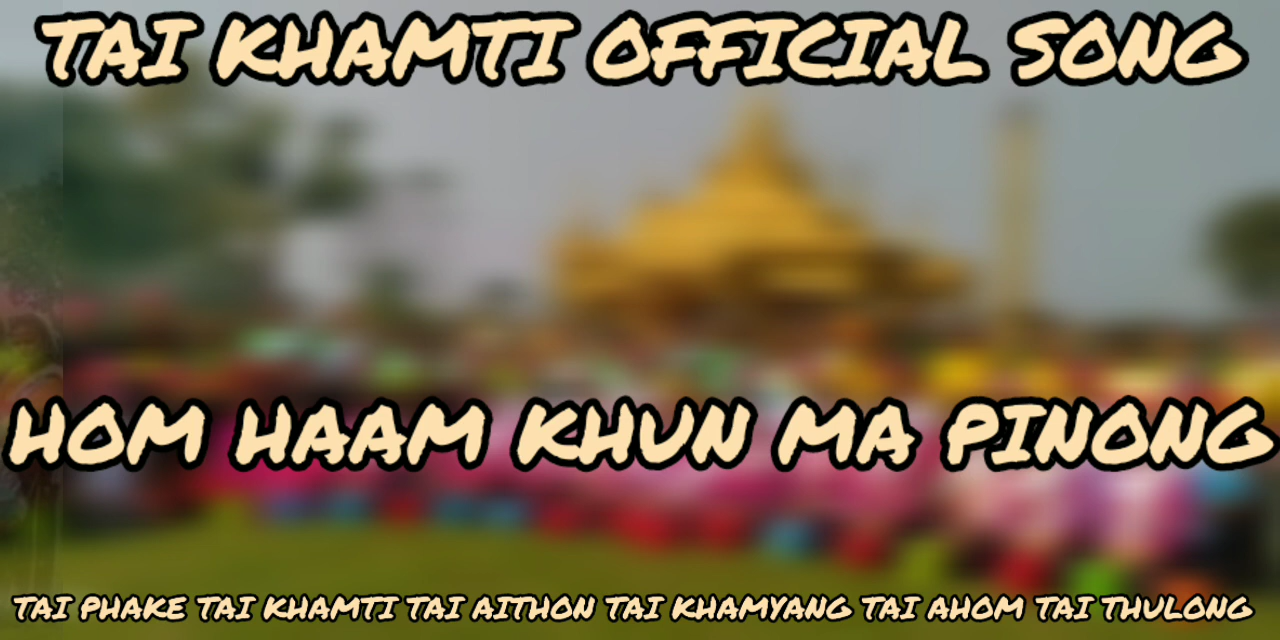 TAI KHAMTI OFFICIAL SONG
HOM HAAM KHUN MA PINONG
TAI PHAKE TAI KHAMTI TAI AITHON TAI KHAMYANG TAI AHOM TAI THULONG